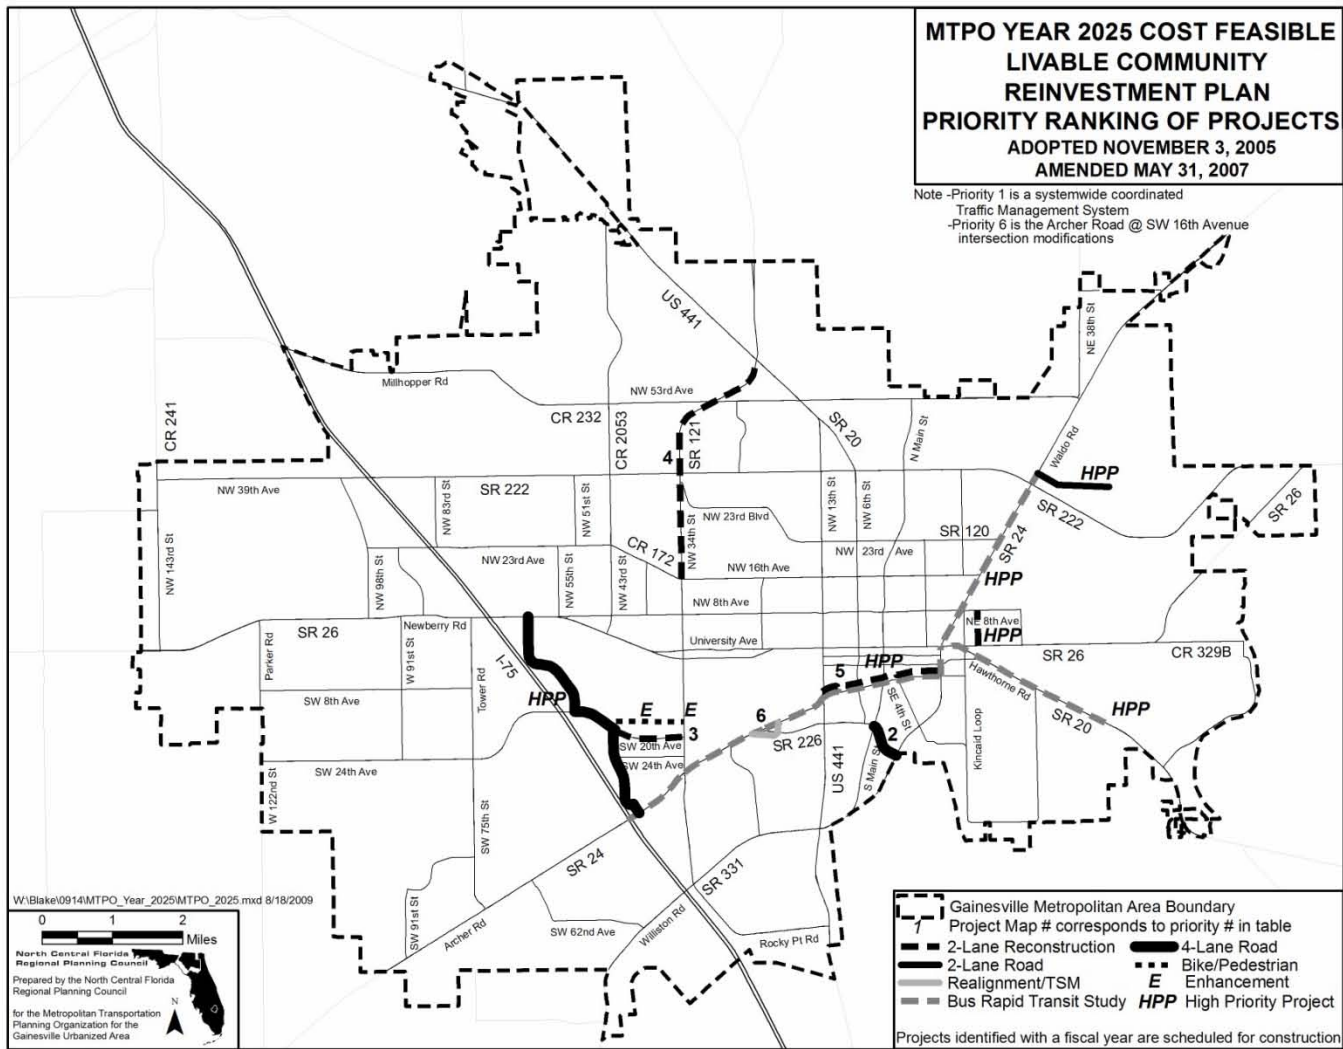 MTPO YEAR 2025 COST FEASIBLE
LIVABLE COMMUNITY
REINVESTMENT PLAN
PRIORITY RANKING OF PROJECTS
ADOPTED NOVEMBER 3, 2005
AMENDED MAY 31, 2007
Note -Priority 1 is a systemwide coordinated
Traffic Management System
-Priority 6 is the Archer Road @ SW 16th Avenue
intersection modifications
US 441
NE 38th St
Millhopper Rd
NW 53rd Ave
CR 241
CR 232
CR 2053
SR 121
SR 20
N Main St
Waldo Rd
4
HPP
NW 39th Ave
SR 222
NW 83rd St
NW 51st St
NW 13th St
NW 6th St
NW 23rd Blvd
SR 120
SR 222
SR 26
SR 24
NW 143rd St
NW 98th St
NW 23rd Ave
NW 55th St
NW 43rd St
CR 172
NW 34th St
NW 23rd Ave
NW 16th Ave
HPP
NW 8th Ave
NE 8th Ave
HPP
SR 26
Newberry Rd
University Ave
SR 26
CR 329B
Parker Rd
W 91st St
Tower Rd
I-75
HPP
5
HPP
Hawthorne Rd
SR 20
HPP
SW 8th Ave
E
E
3
6
SR 226
SE 4th St
2
Kincaid Loop
SW 20th Ave
SW 24th Ave
US 441
S Main St
SW 24th Ave
W 122nd St
SW 75th St
SR 24
SR 331
SW 91st St
Archer Rd
SW 62nd Ave
Williston Rd
Rocky Pt Rd
W:\Blake\0914\MTPO_Year_2025\MTPO_2025.mxd 8/18/2009
0 1 2
Miles
North Central Florida
Regional Planning Council
Prepared by the North Central Florida
Regional Planning Council
N
for the Metropolitan Transportation
Planning Organization for the
Gainesville Urbanized Area
Gainesville Metropolitan Area Boundary
1 Project Map # corresponds to priority # in table
2-Lane Reconstruction
4-Lane Road
2-Lane Road
Bike/Pedestrian
Realignment/TSM
E Enhancement
Bus Rapid Transit Study
HPP High Priority Project
Projects identified with a fiscal year are scheduled for construction